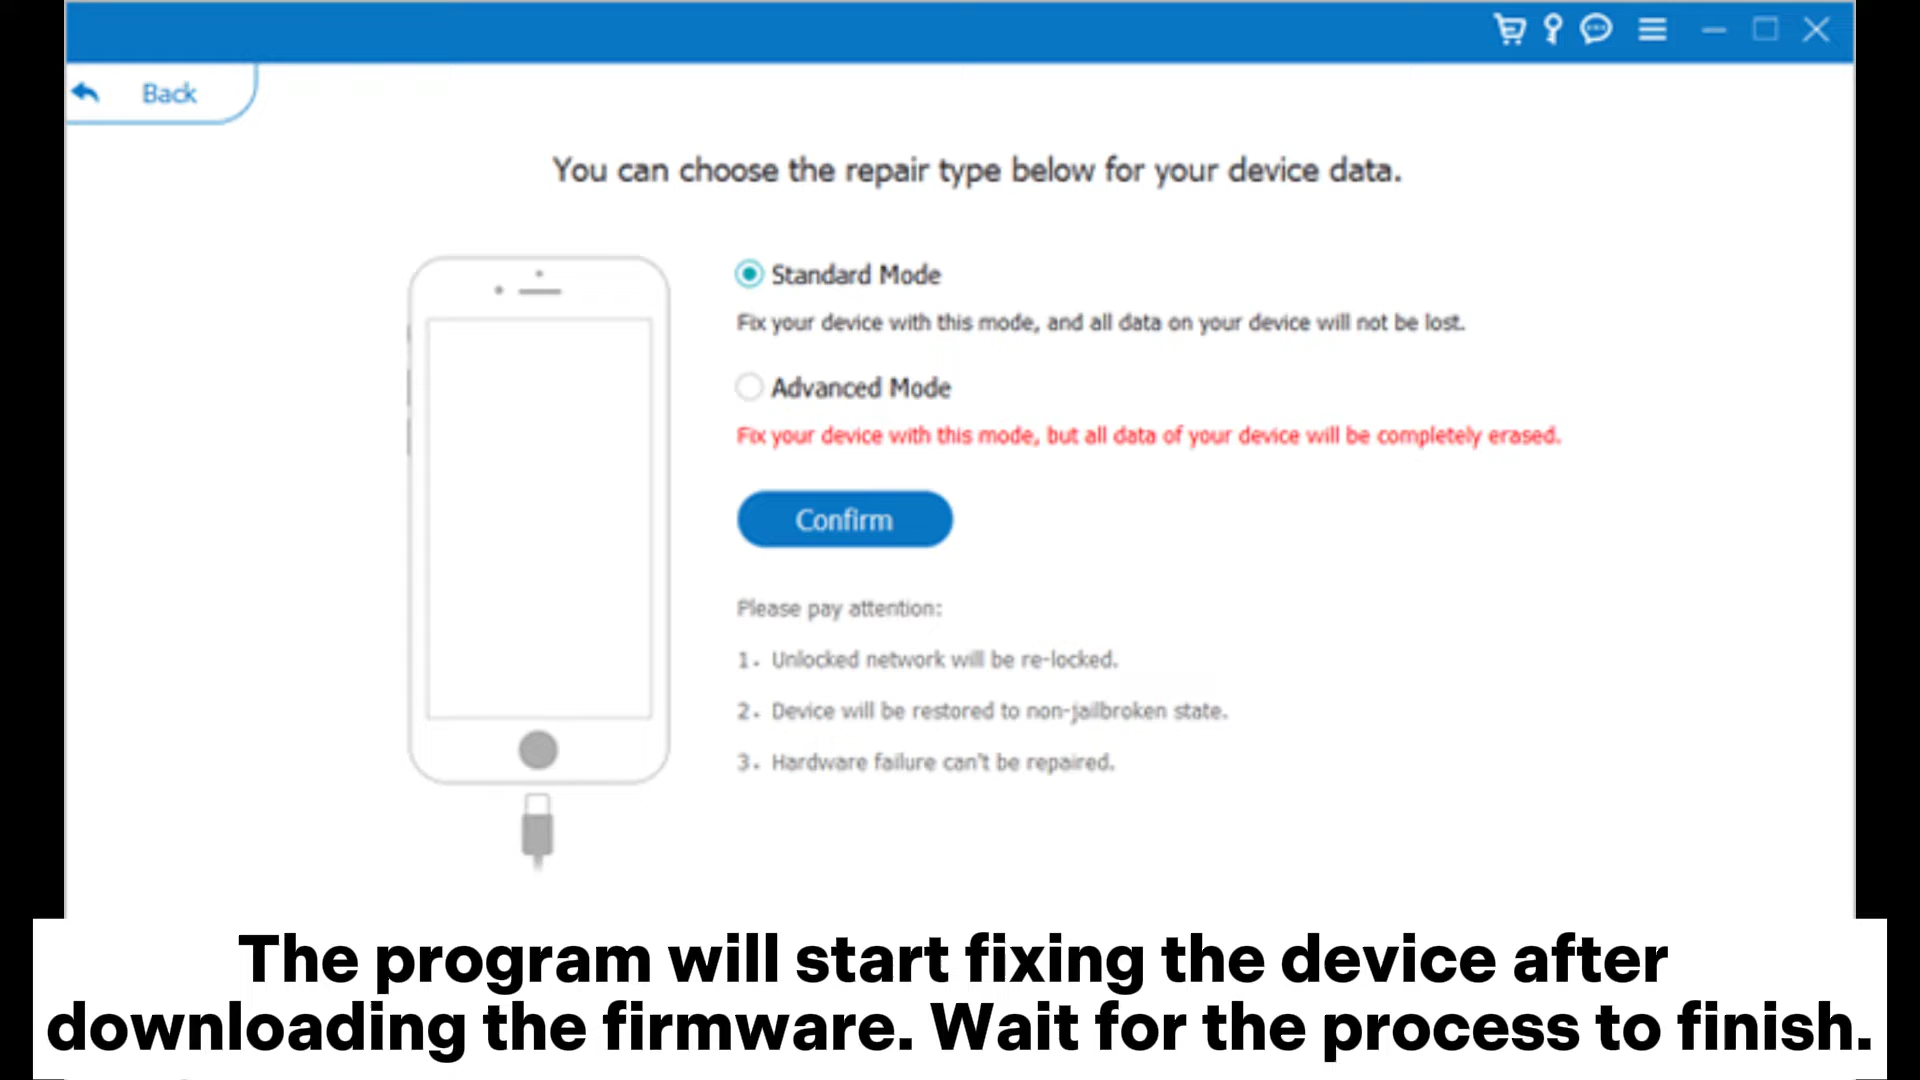 Back
You can choose the repair type below for your device data.
Standard Mode
Fix your device with this mode, and all data on your device will not be lost.
Advanced Mode
Fix your device with this mode, but all data of your device will be completely erased.
Confirm
Please pay attention:
1. Unlocked network will be re-locked.
2. Device will be restored to non-jailbroken state.
3. Hardware failure can't be repaired.
The program will start fixing the device after
downloading the firmware. Wait for the process to finish.